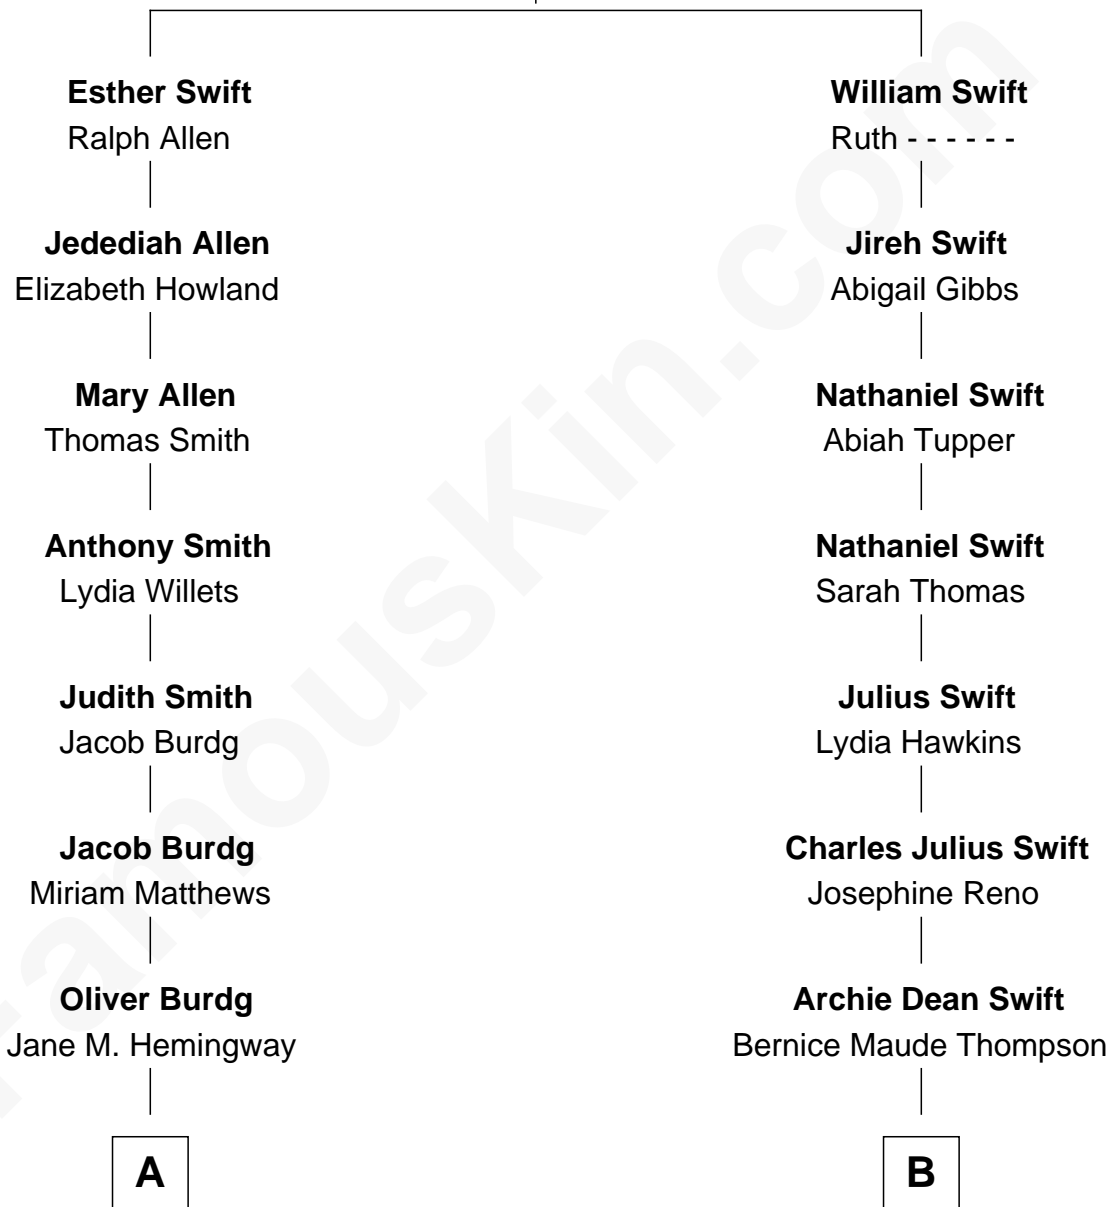 Esther Swift
Ralph Allen
Jedediah Allen
Elizabeth Howland
Mary Allen
Thomas Smith
Anthony Smith
Lydia Willets
Judith Smith
Jacob Burdg
Jacob Burdg
Miriam Matthews
Oliver Burdg
Jane M. Hemingway
A
William Swift
Ruth - - - - - -
Jireh Swift
Abigail Gibbs
Nathaniel Swift
Abiah Tupper
Nathaniel Swift
Sarah Thomas
Julius Swift
Lydia Hawkins
Charles Julius Swift
Josephine Reno
Archie Dean Swift
Bernice Maude Thompson
B
FamousKin.com